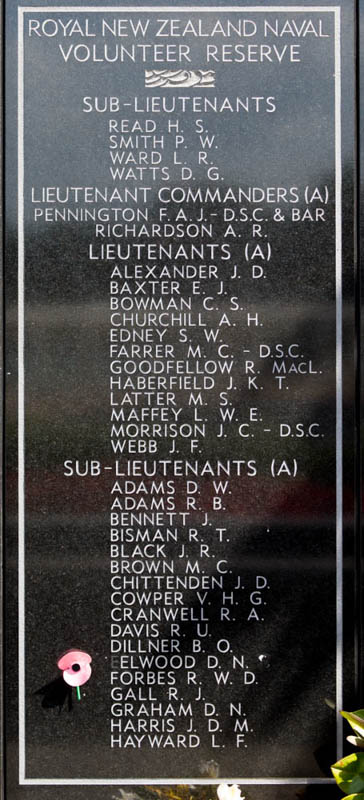 ROYAL NEW ZEALAND NAVAL
VOLUNTEER RESERVE
SUB-LIEUTENANTS
READ H. S.
SMITH P. W.
WARD L. R.
WATTS D. G.
LIEUTENANT COMMANDERS (A)
PENNINGTON F. A. J. - D.S.C. & BAR
RICHARDSON A. R.
LIEUTENANTS (A)
ALEXANDER J. D.
BAXTER E. J.
BOWMAN C. S.
CHURCHILL A. H.
EDNEY S. W.
FARRER M. C. - D.S.C.
GOODFELLOW R. MACL.
HABERFIELD J. K. T.
LATTER M. S.
MAFFEY L. W. E.
MORRISON J. C. - D.S.C.
WEBB J. F.
SUB-LIEUTENANTS (A)
ADAMS D. W.
ADAMS R. B.
BENNETT J.
BISMAN R. T.
BLACK J. R.
BROWN M. C.
CHITTENDEN J. D.
COWPER V. H. G.
CRANWELL R. A.
DAVIS R. U.
DILLNER B. O.
ELWOOD D. N.
FORBES R. W. D.
GALL R. J.
GRAHAM D. N.
HARRIS J. D. M.
HAYWARD L. F.